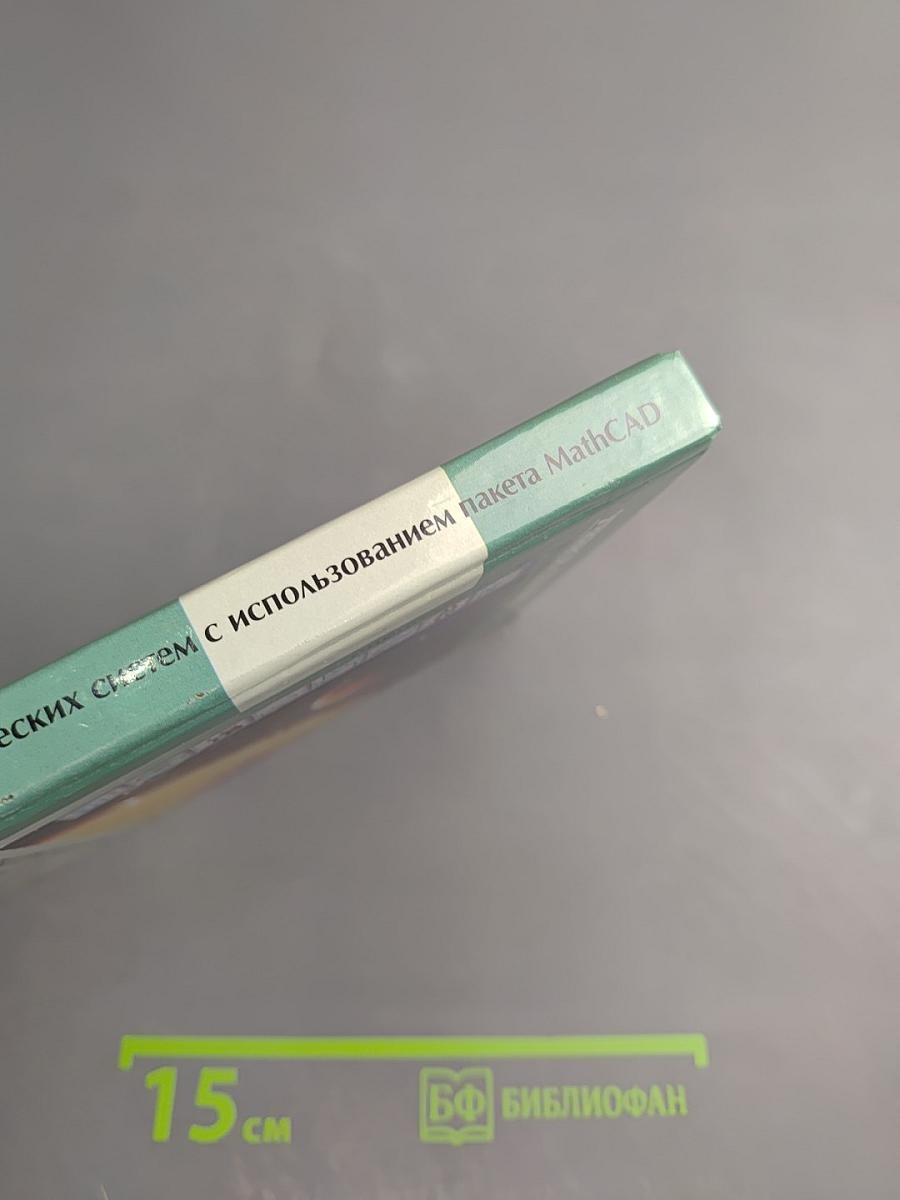 еских систем с использованием пакета MathCAD
15 см
БФ БИБЛИОФАН